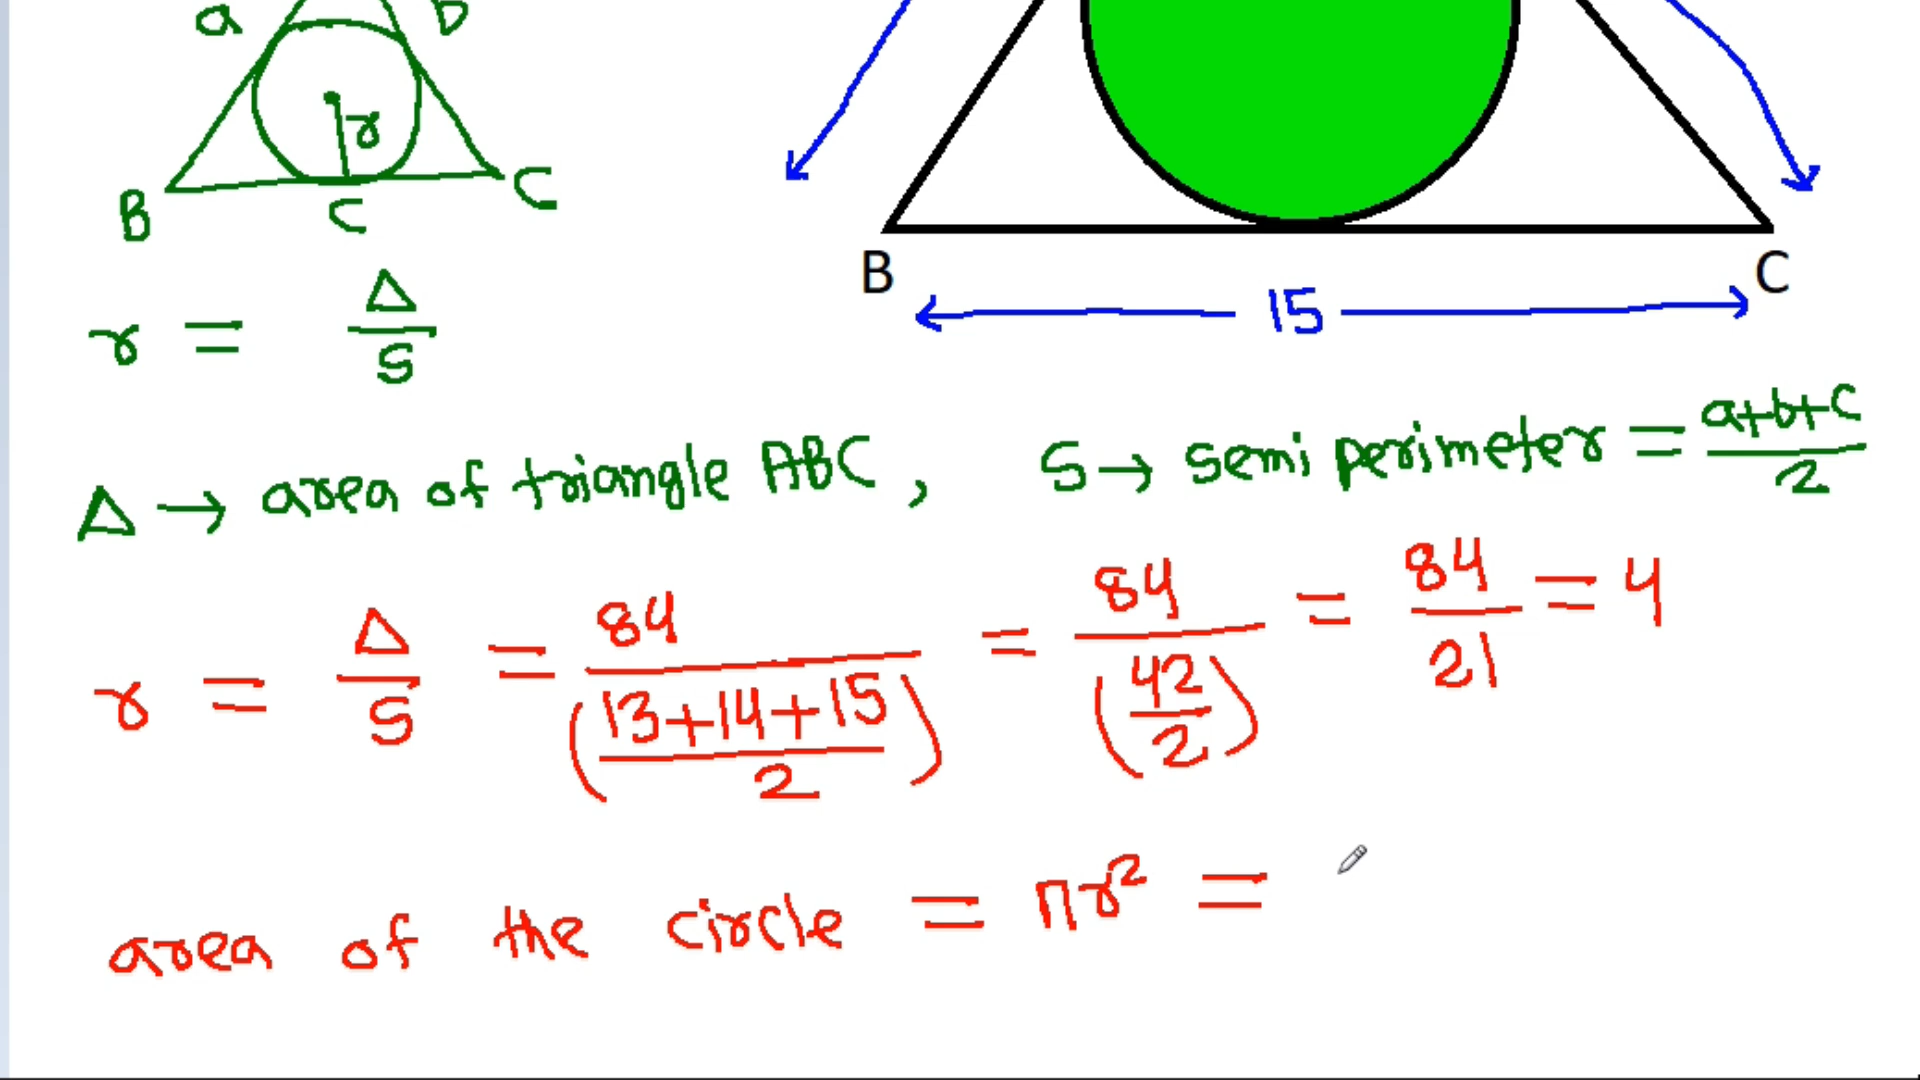 a b
r
B C C
B C
15
r = Δ/S
Δ → area of triangle ABC, S → semi perimeter = a+b+c/2
r = Δ/S = 84/(13+14+15/2) = 84/(42/2) = 84/21 = 4
area of the circle = πr² =